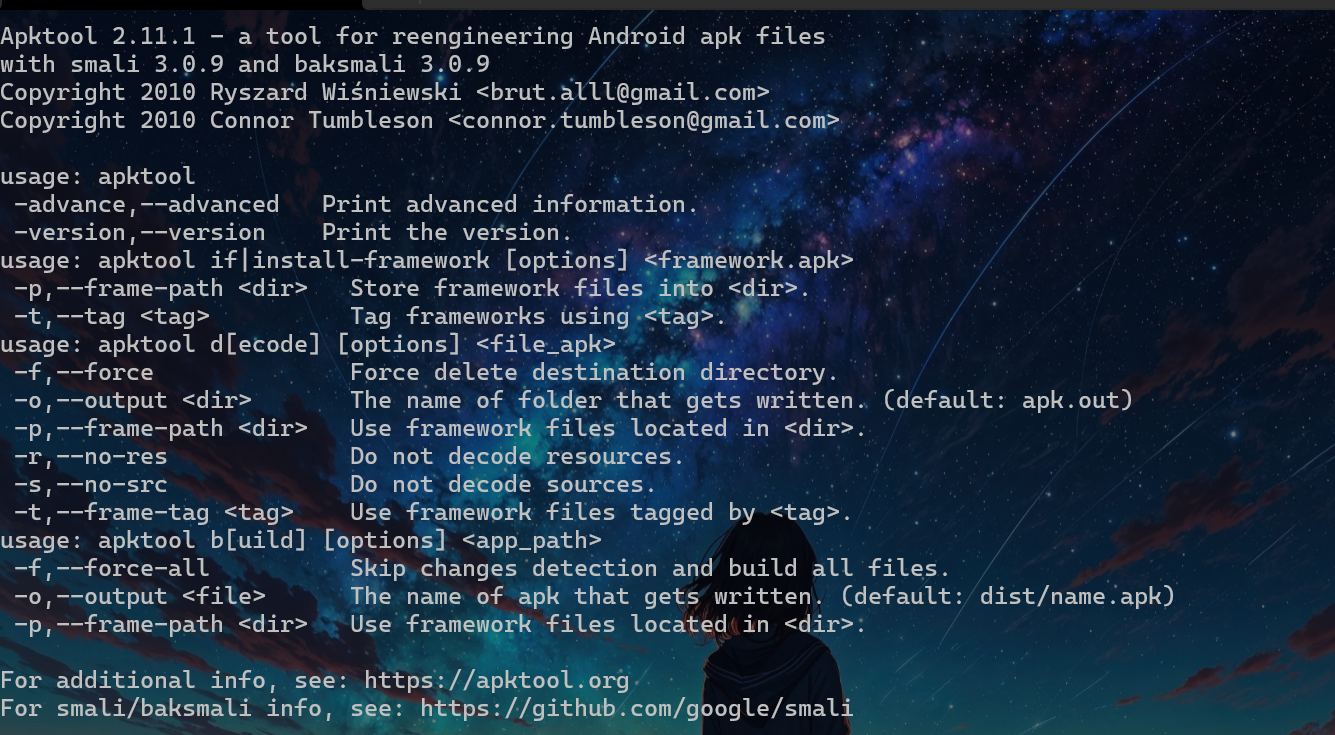 Apktool 2.11.1 - a tool for reengineering Android apk files
with smali 3.0.9 and baksmali 3.0.9
Copyright 2010 Ryszard Wiśniewski <brut.alll@gmail.com>
Copyright 2010 Connor Tumbleson <connor.tumbleson@gmail.com>

usage: apktool
 -advance,--advanced   Print advanced information.
 -version,--version    Print the version.
usage: apktool if|install-framework [options] <framework.apk>
 -p,--frame-path <dir>   Store framework files into <dir>.
 -t,--tag <tag>          Tag frameworks using <tag>.
usage: apktool d[ecode] [options] <file_apk>
 -f,--force              Force delete destination directory.
 -o,--output <dir>       The name of folder that gets written. (default: apk.out)
 -p,--frame-path <dir>   Use framework files located in <dir>.
 -r,--no-res             Do not decode resources.
 -s,--no-src             Do not decode sources.
 -t,--frame-tag <tag>    Use framework files tagged by <tag>.
usage: apktool b[uild] [options] <app_path>
 -f,--force-all          Skip changes detection and build all files.
 -o,--output <file>      The name of apk that gets written. (default: dist/name.apk)
 -p,--frame-path <dir>   Use framework files located in <dir>.

For additional info, see: https://apktool.org
For smali/baksmali info, see: https://github.com/google/smali